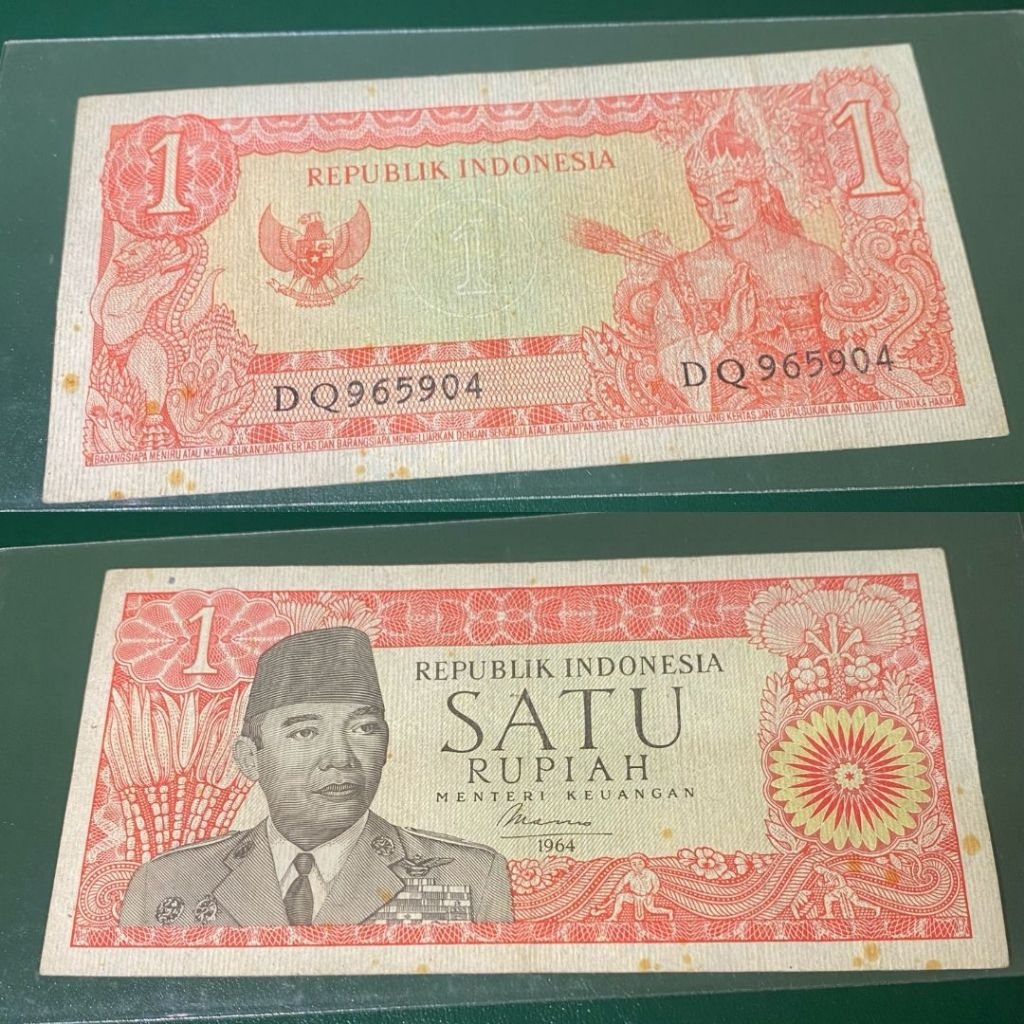 1
1
REPUBLIK INDONESIA
1
DQ965904
DQ965904
BARANGSIAPA MENIRU ATAU MEMALSUKAN UANG KERTAS DAN BARANGSIAPA MENGELUARKAN DENGAN SENGADJA ATAU MENJIMPAN UANG KERTAS TIRUAN ATAU UANG KERTAS JANG DIPALSUKAN AKAN DITUNTUT DIMUKA HAKIM
1
REPUBLIK INDONESIA
SATU
RUPIAH
MENTERI KEUANGAN
1964